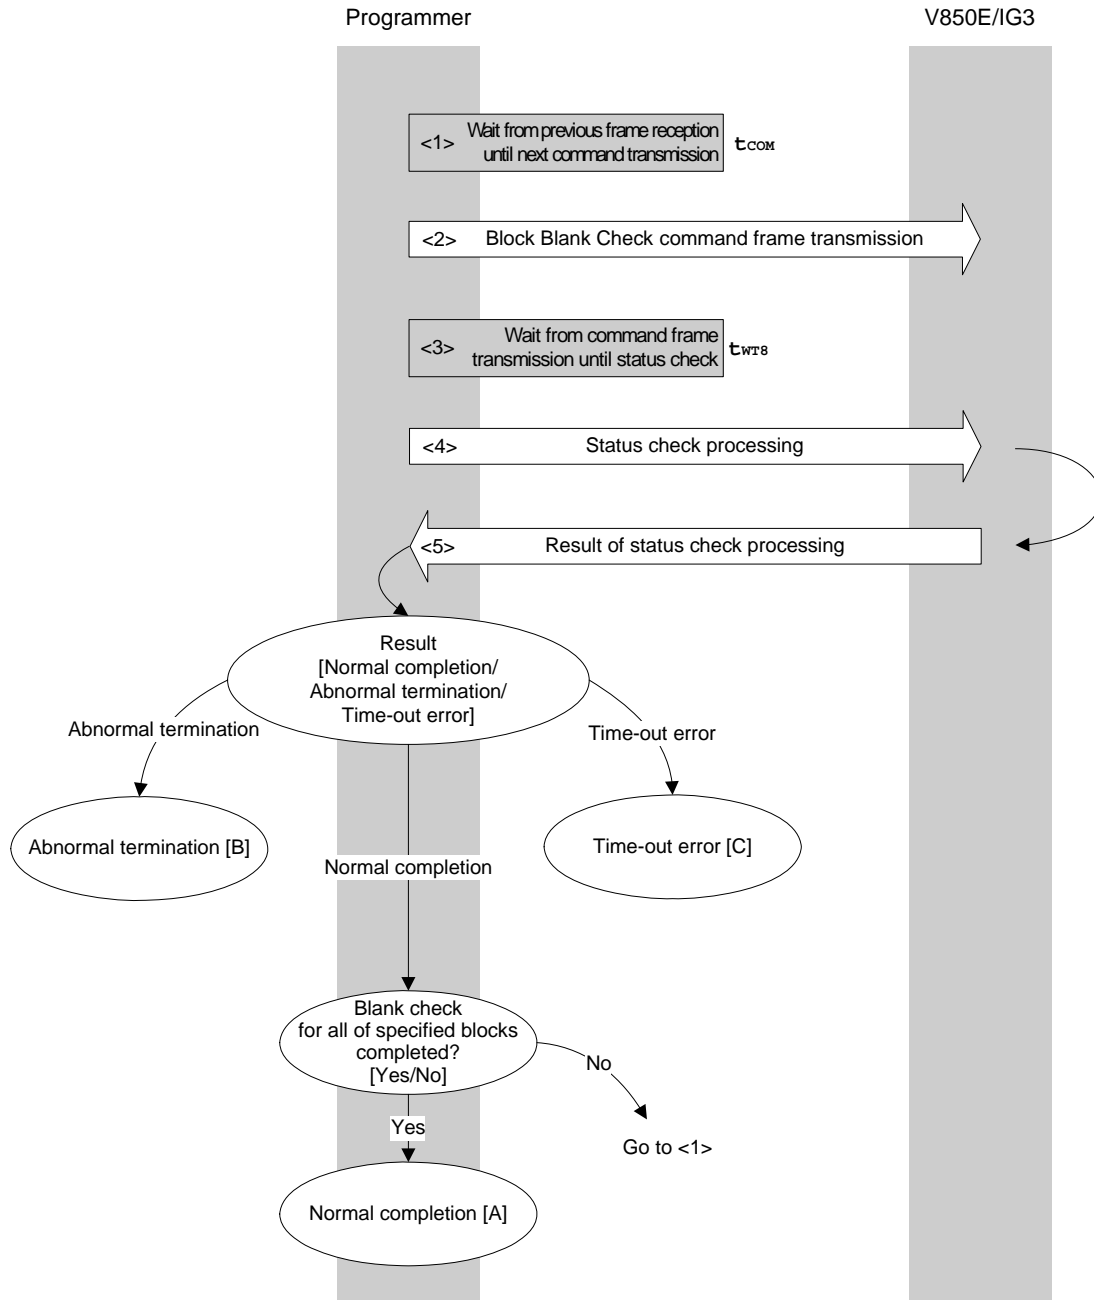 Programmer
V850E/IG3
<1> Wait from previous frame reception
until next command transmission
tCOM
<2> Block Blank Check command frame transmission
<3> Wait from command frame
transmission until status check
tWT8
<4> Status check processing
<5> Result of status check processing
Result
[Normal completion/
Abnormal termination/
Time-out error]
Abnormal termination
Time-out error
Abnormal termination [B]
Time-out error [C]
Normal completion
Blank check
for all of specified blocks
completed?
[Yes/No]
No
Yes
Go to <1>
Normal completion [A]